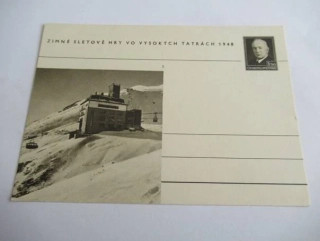 ZIMNÉ SLETOVÉ HRY VO VYSOKÝCH TATRÁCH 1948